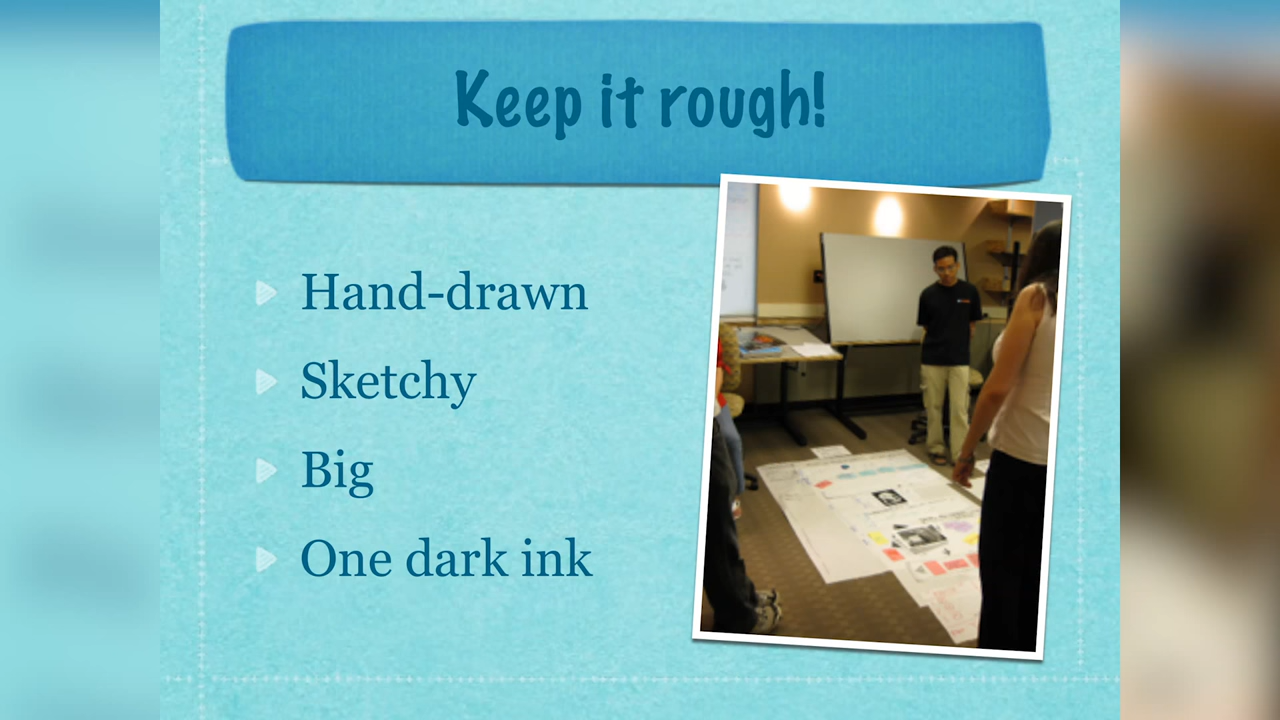 Keep it rough!
Hand-drawn
Sketchy
Big
One dark ink